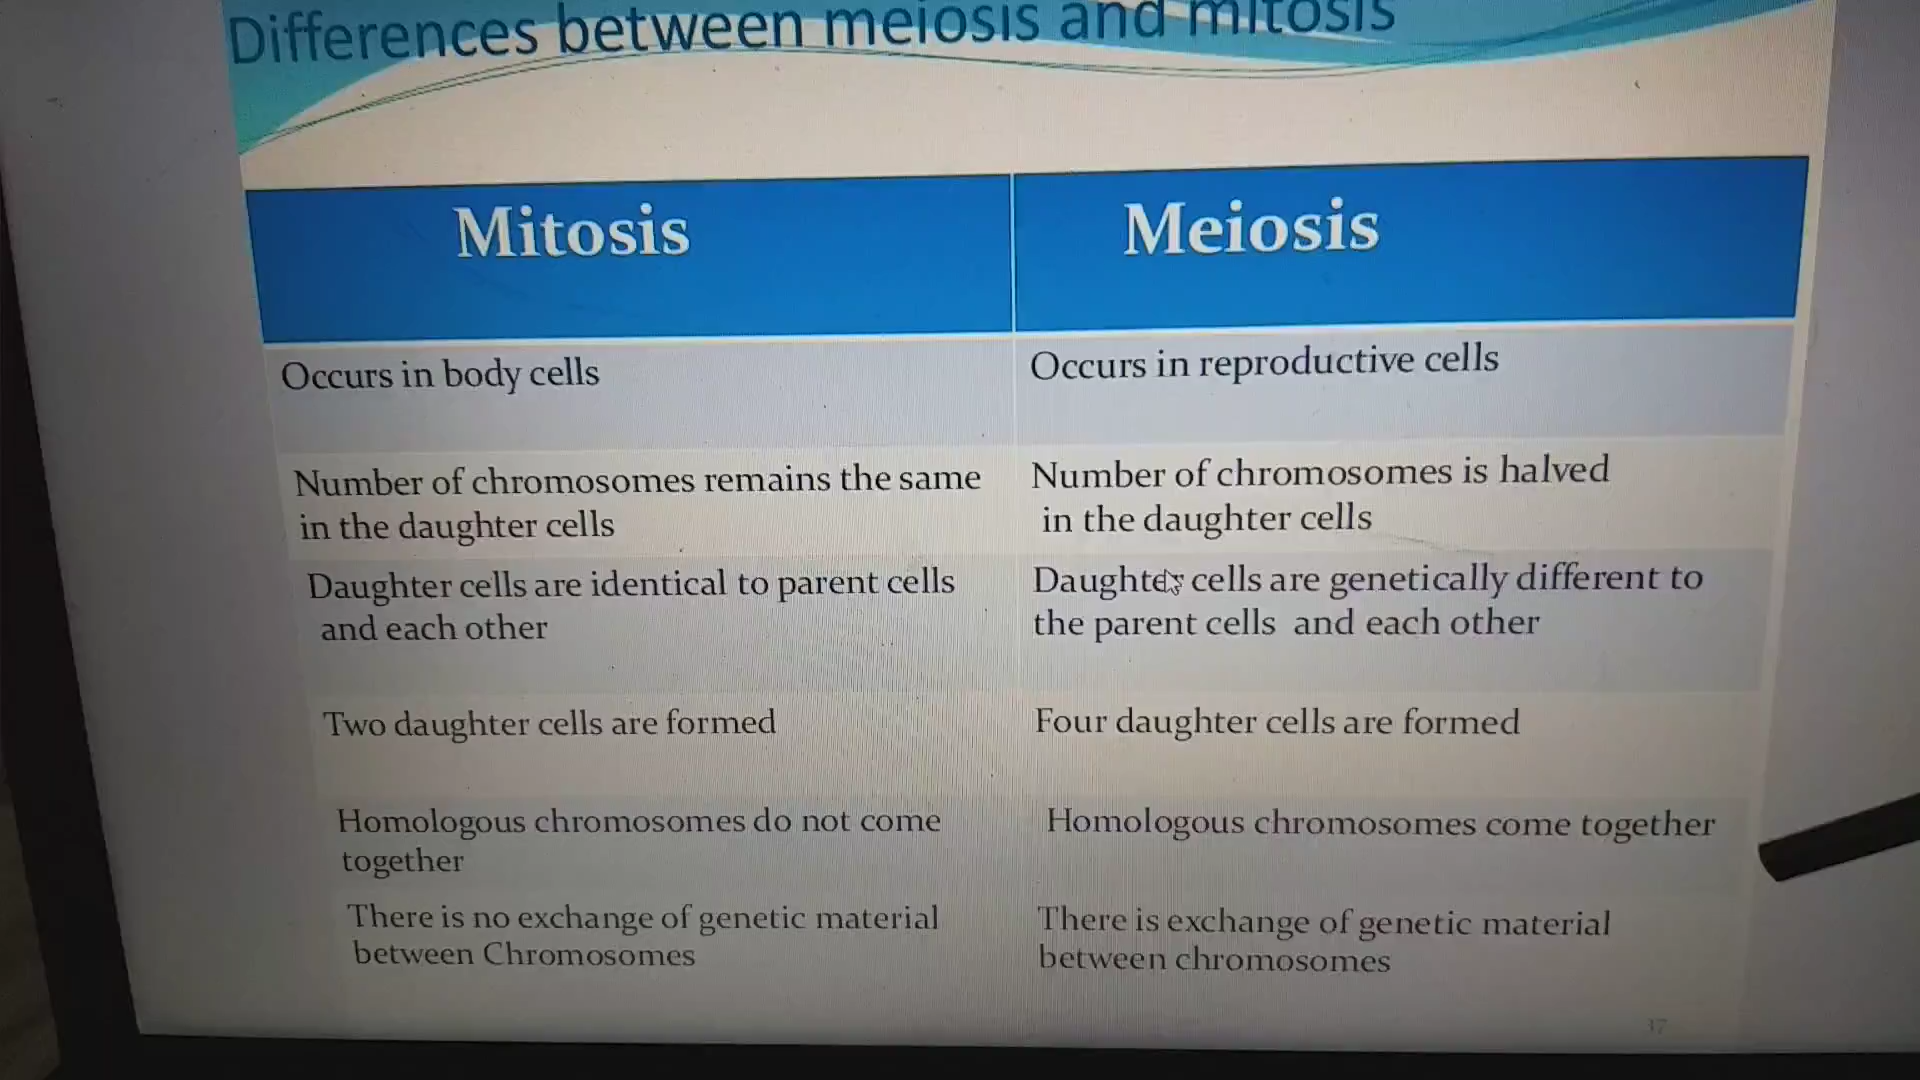 Differences between meiosis and mitosis
Mitosis
Meiosis
Occurs in body cells
Occurs in reproductive cells
Number of chromosomes remains the same
in the daughter cells
Number of chromosomes is halved
in the daughter cells
Daughter cells are identical to parent cells
and each other
Daughter cells are genetically different to
the parent cells and each other
Two daughter cells are formed
Four daughter cells are formed
Homologous chromosomes do not come
together
Homologous chromosomes come together
There is no exchange of genetic material
between Chromosomes
There is exchange of genetic material
between chromosomes
37